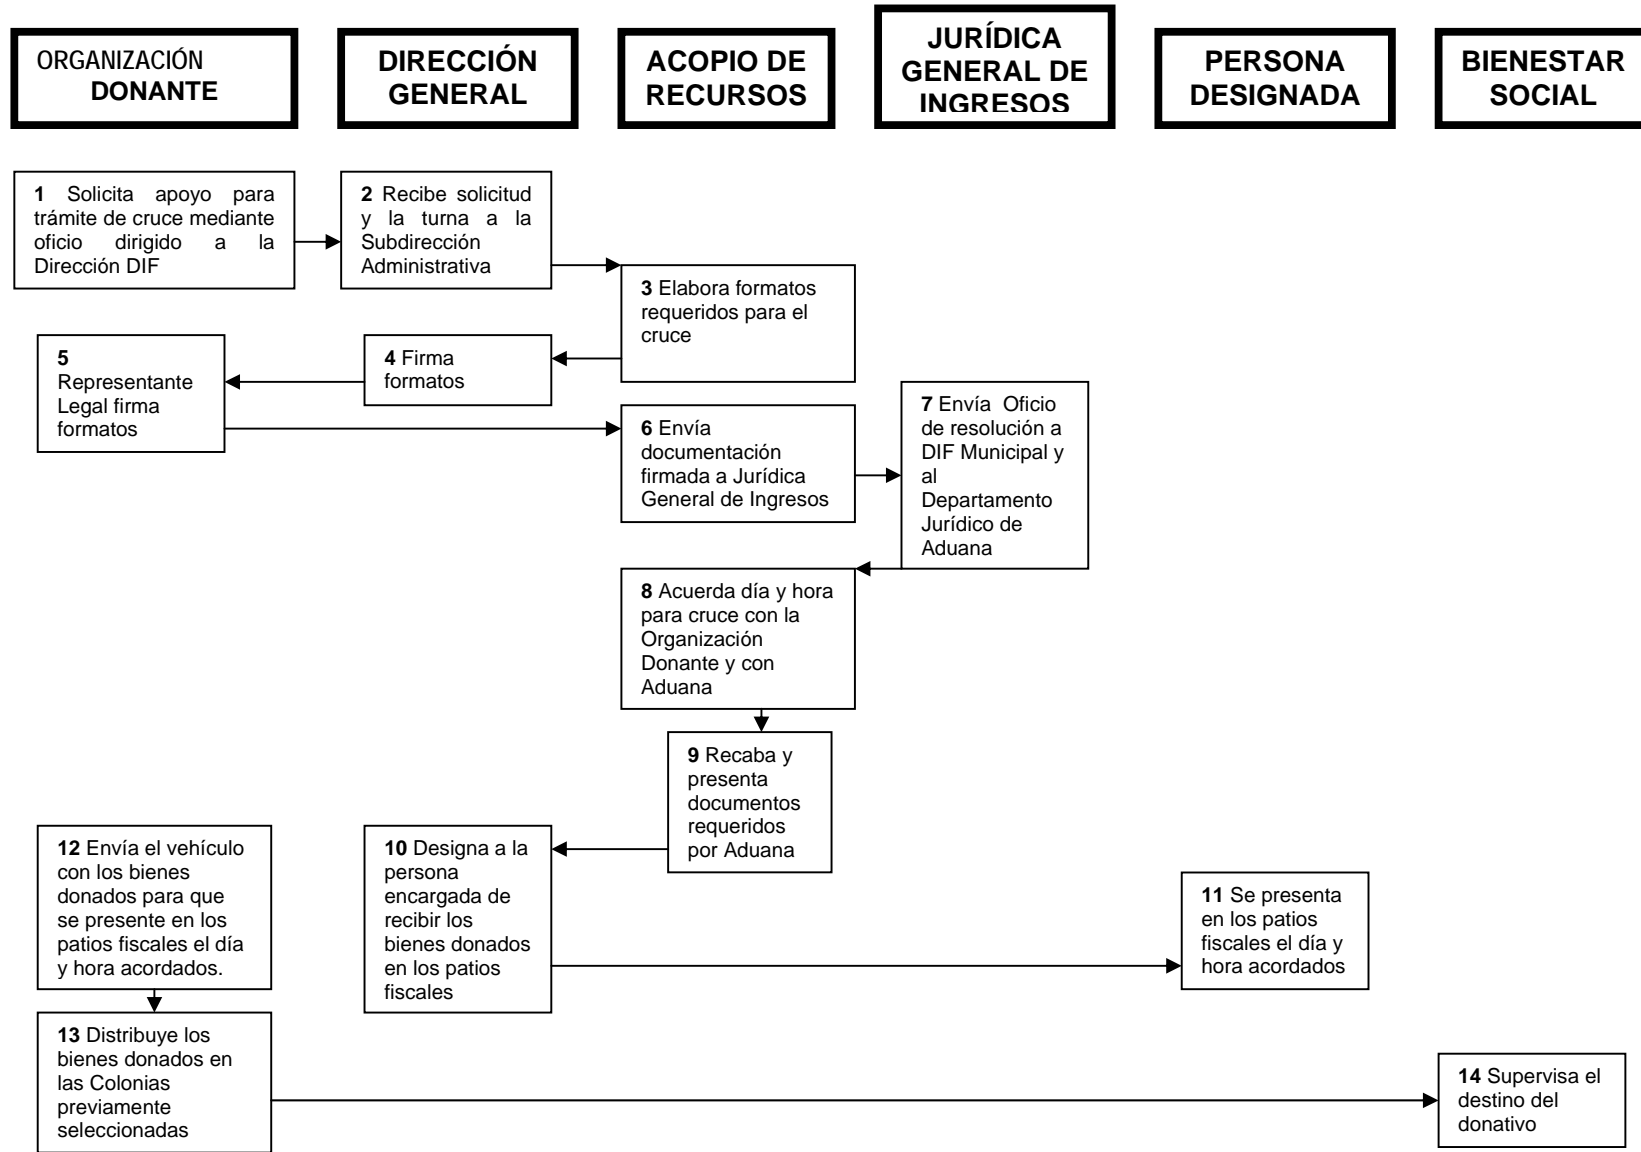 ORGANIZACIÓN
DONANTE
DIRECCIÓN
GENERAL
ACOPIO DE
RECURSOS
JURÍDICA
GENERAL DE
INGRESOS
PERSONA
DESIGNADA
BIENESTAR
SOCIAL
1 Solicita apoyo para
trámite de cruce mediante
oficio dirigido a la
Dirección DIF
2 Recibe solicitud
y la turna a la
Subdirección
Administrativa
3 Elabora formatos
requeridos para el
cruce
4 Firma
formatos
5
Representante
Legal firma
formatos
6 Envía
documentación
firmada a Jurídica
General de Ingresos
7 Envía Oficio
de resolución a
DIF Municipal y
al
Departamento
Jurídico de
Aduana
8 Acuerda día y hora
para cruce con la
Organización
Donante y con
Aduana
9 Recaba y
presenta
documentos
requeridos
por Aduana
10 Designa a la
persona
encargada de
recibir los
bienes donados
en los patios
fiscales
11 Se presenta
en los patios
fiscales el día y
hora acordados
12 Envía el vehículo
con los bienes
donados para que
se presente en los
patios fiscales el día
y hora acordados.
13 Distribuye los
bienes donados en
las Colonias
previamente
seleccionadas
14 Supervisa el
destino del
donativo